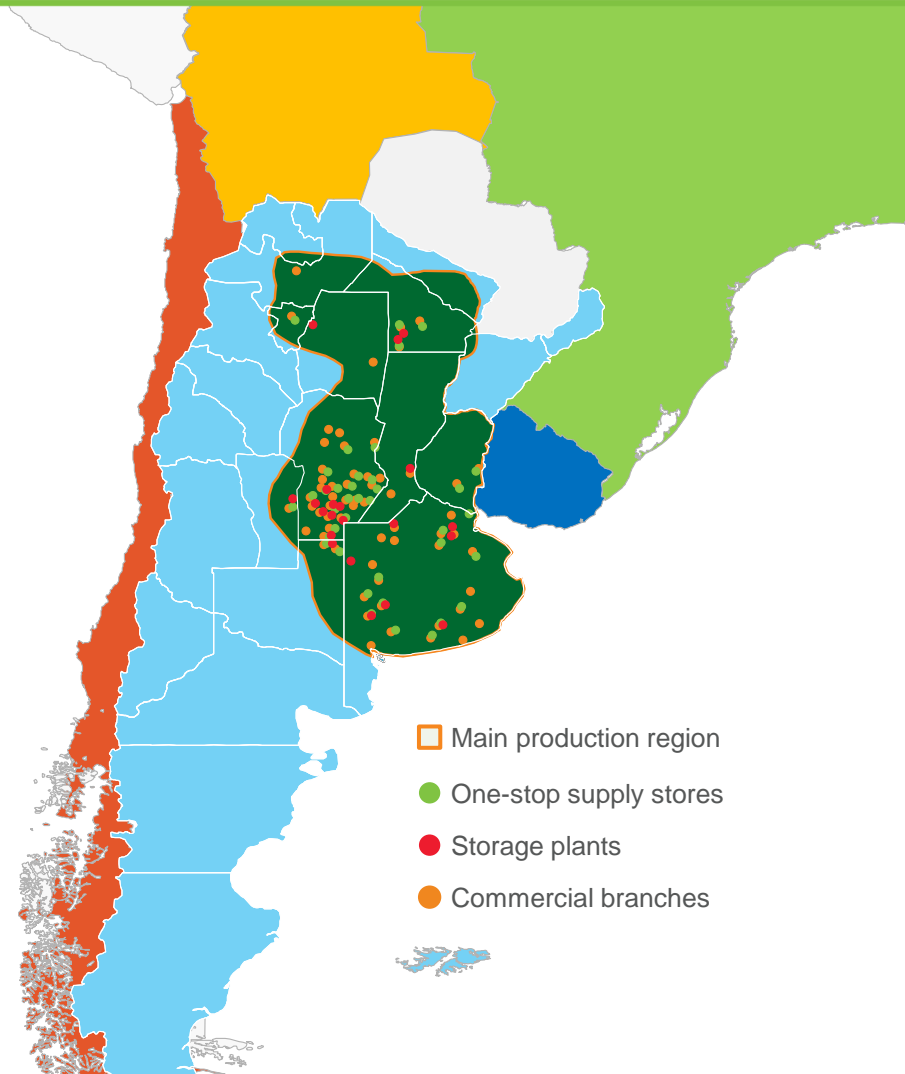 Main production region
One-stop supply stores
Storage plants
Commercial branches